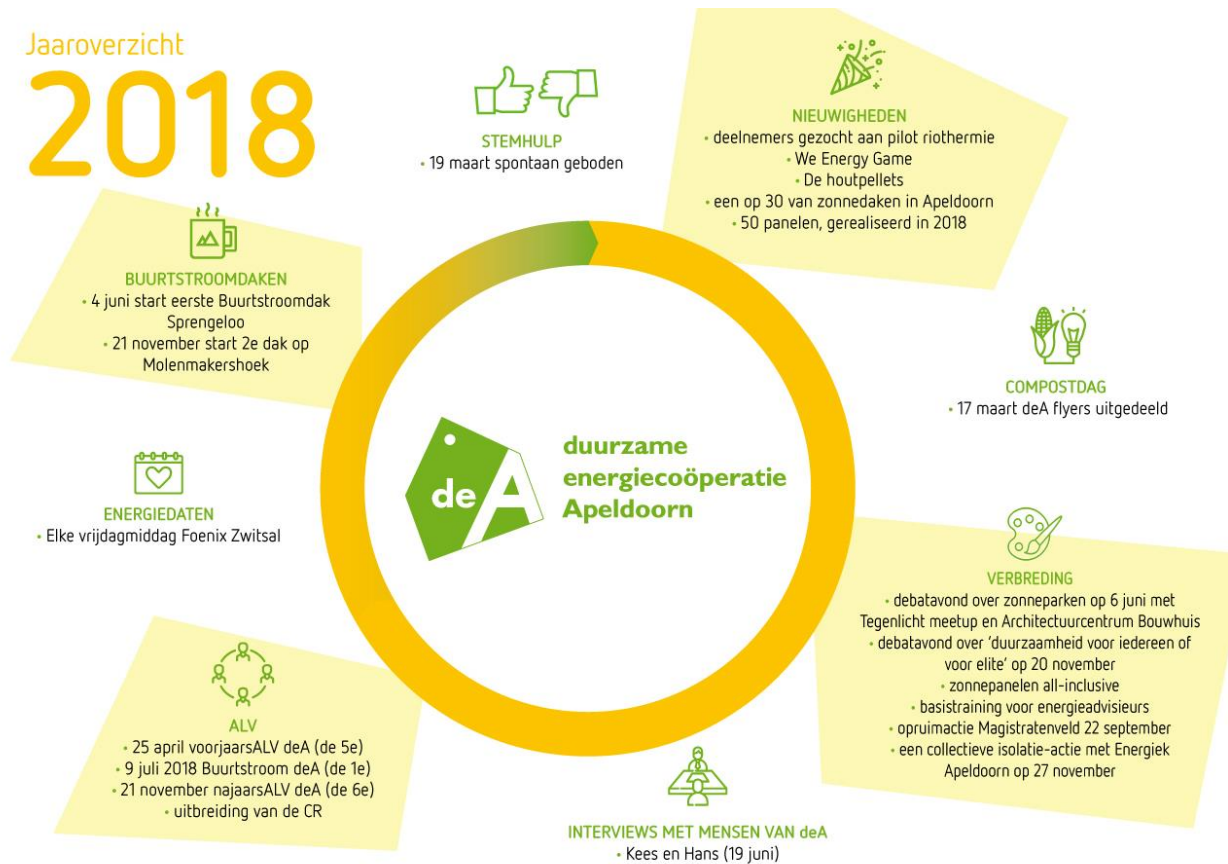 Jaaroverzicht
2018
STEMHULP
• 19 maart spontaan geboden
NIEUWIGHEDEN
• deelnemers gezocht aan pilot riothermie
• We Energy Game
• De houtpellets
• een op 30 van zonnedaken in Apeldoorn
• 50 panelen, gerealiseerd in 2018
BUURTSTROOMDAKEN
• 4 juni start eerste Buurtstroomdak
Sprengeloo
• 21 november start 2e dak op
Molenmakershoek
COMPOSTDAG
• 17 maart deA flyers uitgedeeld
deA
duurzame
energiecoöperatie
Apeldoorn
ENERGIEDATEN
• Elke vrijdagmiddag Foenix Zwitsal
VERBREDING
• debatavond over zonneparken op 6 juni met
Tegenlicht meetup en Architectuurcentrum Bouwhuis
• debatavond over ‘duurzaamheid voor iedereen of
voor elite’ op 20 november
• zonnepanelen all-inclusive
• basistraining voor energieadvisieurs
• opruimactie Magistratenveld 22 september
• een collectieve isolatie-actie met Energiek
Apeldoorn op 27 november
ALV
• 25 april voorjaarsALV deA (de 5e)
• 9 juli 2018 Buurtstroom deA (de 1e)
• 21 november najaarsALV deA (de 6e)
• uitbreiding van de CR
INTERVIEWS MET MENSEN VAN deA
• Kees en Hans (19 juni)